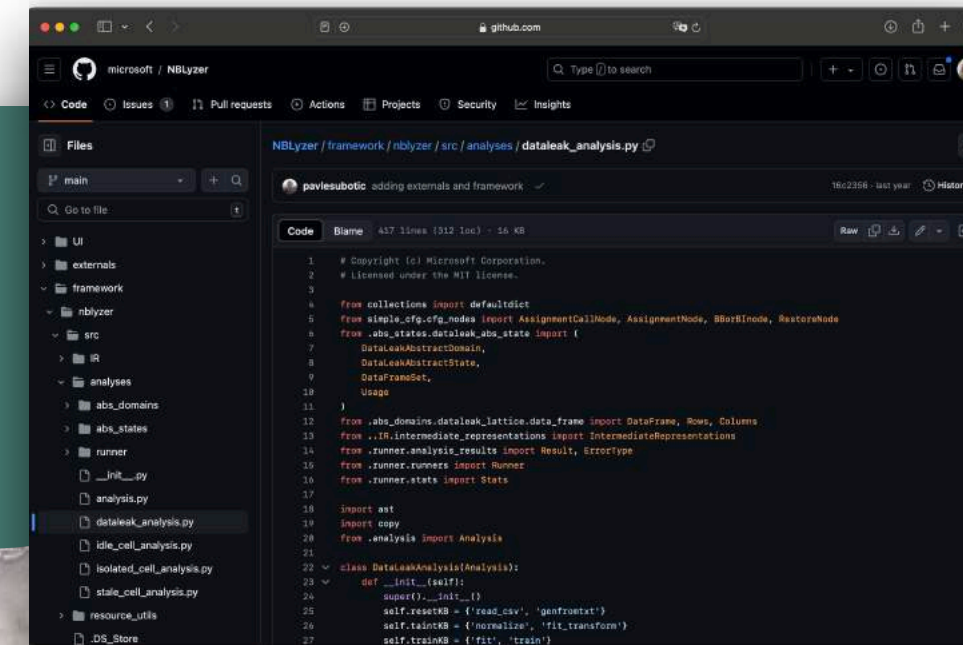 github.com
microsoft / NBLyzer
Type / to search
Code
Issues 1
Pull requests
Actions
Projects
Security
Insights
Files
main
Go to file
t
UI
externals
framework
nblyzer
src
IR
analyses
abs_domains
abs_states
runner
__init__.py
analysis.py
dataleak_analysis.py
idle_cell_analysis.py
isolated_cell_analysis.py
stale_cell_analysis.py
resource_utils
.DS_Store
NBLyzer / framework / nblyzer / src / analyses / dataleak_analysis.py
pavlesubotic adding externals and framework
16c2356 · last year Histor
Code Blame 417 lines (312 loc) · 16 KB Raw
1 # Copyright (c) Microsoft Corporation.
2 # Licensed under the MIT license.
3
4 from collections import defaultdict
5 from simple_cfg.cfg_nodes import AssignmentCallNode, AssignmentNode, BBorBInode, RestoreNode
6 from .abs_states.dataleak_abs_state import (
7 DataLeakAbstractDomain,
8 DataLeakAbstractState,
9 DataFrameSet,
10 Usage
11 )
12 from .abs_domains.dataleak_lattice.data_frame import DataFrame, Rows, Columns
13 from ..IR.intermediate_representations import IntermediateRepresentations
14 from .runner.analysis_results import Result, ErrorType
15 from .runner.runners import Runner
16 from .runner.stats import Stats
17
18 import ast
19 import copy
20 from .analysis import Analysis
21
22 class DataLeakAnalysis(Analysis):
23 def __init__(self):
24 super().__init__()
25 self.resetKB = {'read_csv', 'genfromtxt'}
26 self.taintKB = {'normalize', 'fit_transform'}
27 self.trainKB = {'fit', 'train'}